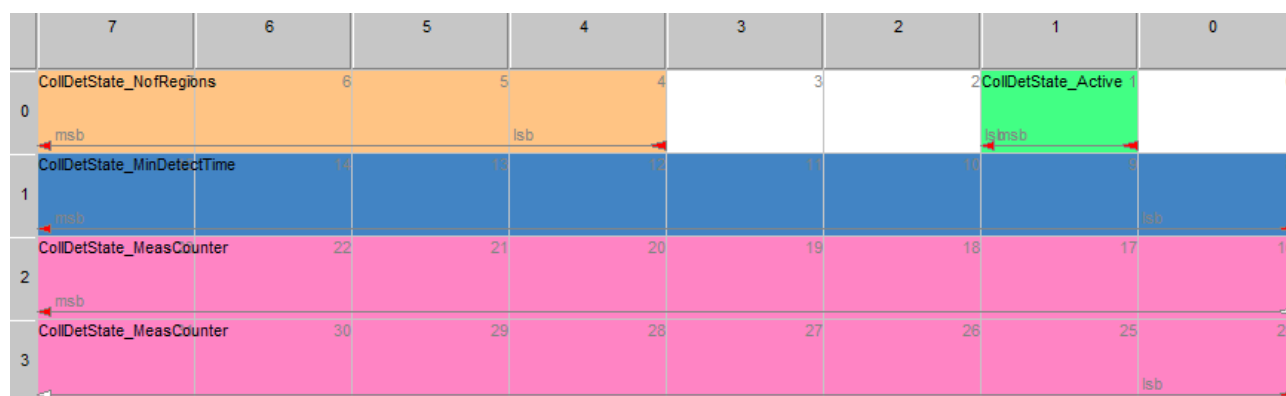 7 6 5 4 3 2 1 0
CollDetState_NofRegions 6 5 4 3 2 CollDetState_Active 1
0
msb lsb lsb msb
CollDetState_MinDetectTime 14 13 12 11 10 9
1
msb lsb
CollDetState_MeasCounter 22 21 20 19 18 17
2
msb
CollDetState_MeasCounter 30 29 28 27 26 25
3
lsb